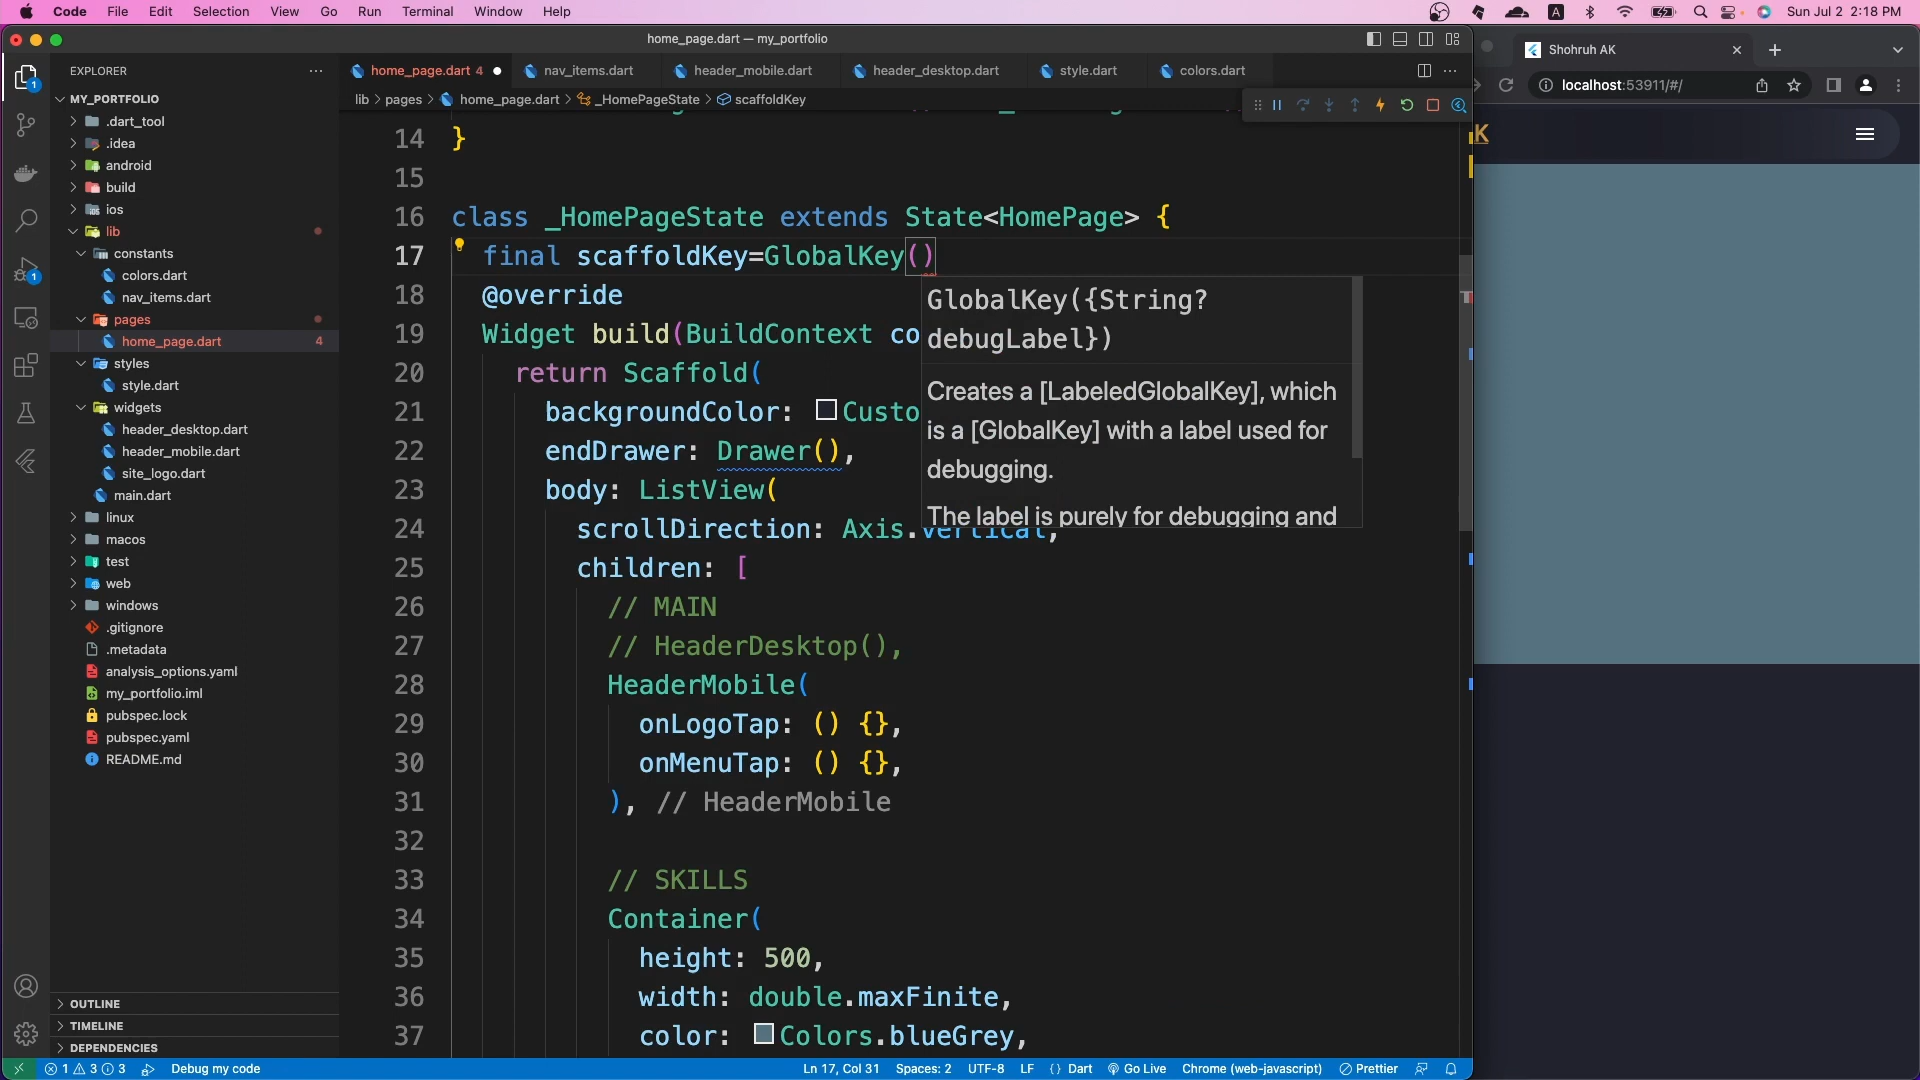 Code File Edit Selection View Go Run Terminal Window Help
A
Sun Jul 2 2:18 PM
home_page.dart — my_portfolio
Shohruh AK
localhost:53911/#/
K
EXPLORER
1
1
MY_PORTFOLIO
.dart_tool
.idea
android
build
ios
lib
constants
colors.dart
nav_items.dart
pages
home_page.dart 4
styles
style.dart
widgets
header_desktop.dart
header_mobile.dart
site_logo.dart
main.dart
linux
macos
test
web
windows
.gitignore
.metadata
analysis_options.yaml
my_portfolio.iml
pubspec.lock
pubspec.yaml
README.md
OUTLINE
TIMELINE
DEPENDENCIES
home_page.dart 4
nav_items.dart
header_mobile.dart
header_desktop.dart
style.dart
colors.dart
lib > pages > home_page.dart > _HomePageState > scaffoldKey
14 }
15
16 class _HomePageState extends State<HomePage> {
17 final scaffoldKey=GlobalKey()
18 @override
19 Widget build(BuildContext co
20 return Scaffold(
21 backgroundColor: Custo
22 endDrawer: Drawer(),
23 body: ListView(
24 scrollDirection: Axis.vertical,
25 children: [
26 // MAIN
27 // HeaderDesktop(),
28 HeaderMobile(
29 onLogoTap: () {},
30 onMenuTap: () {},
31 ), // HeaderMobile
32
33 // SKILLS
34 Container(
35 height: 500,
36 width: double.maxFinite,
37 color: Colors.blueGrey,
GlobalKey({String?
debugLabel})
Creates a [LabeledGlobalKey], which
is a [GlobalKey] with a label used for
debugging.
The label is purely for debugging and
1 3 3 Debug my code
Ln 17, Col 31 Spaces: 2 UTF-8 LF {} Dart Go Live Chrome (web-javascript) Prettier